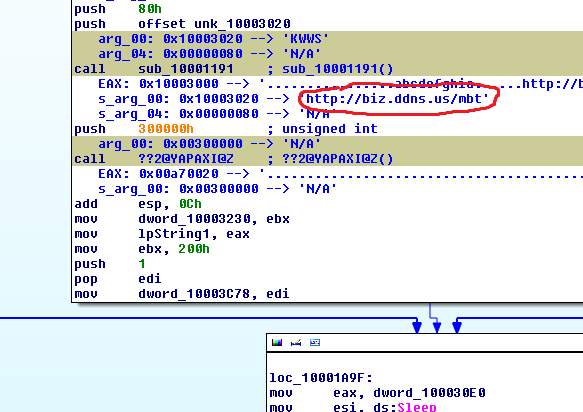 push    80h
push    offset unk_10003020
arg_00: 0x10003020 --> 'KWWS'
arg_04: 0x00000080 --> 'N/A'
call    sub_10001191    ; sub_10001191()
EAX: 0x10003000 --> '................abcdefghic......http://b
s_arg_00: 0x10003020 --> 'http://biz.ddns.us/mbt'
s_arg_04: 0x00000080 --> 'N/A'
push    300000h    ; unsigned int
arg_00: 0x00300000 --> 'N/A'
call    ??2@YAPAXI@Z    ; ??2@YAPAXI@Z()
EAX: 0x00a70020 --> '........................................
s_arg_00: 0x00300000 --> 'N/A'
add    esp, 0Ch
mov    dword_10003230, ebx
mov    lpString1, eax
mov    ebx, 200h
push    1
pop    edi
mov    dword_10003C78, edi
loc_10001A9F:
mov    eax, dword_100030E0
mov    esi, ds:Sleep